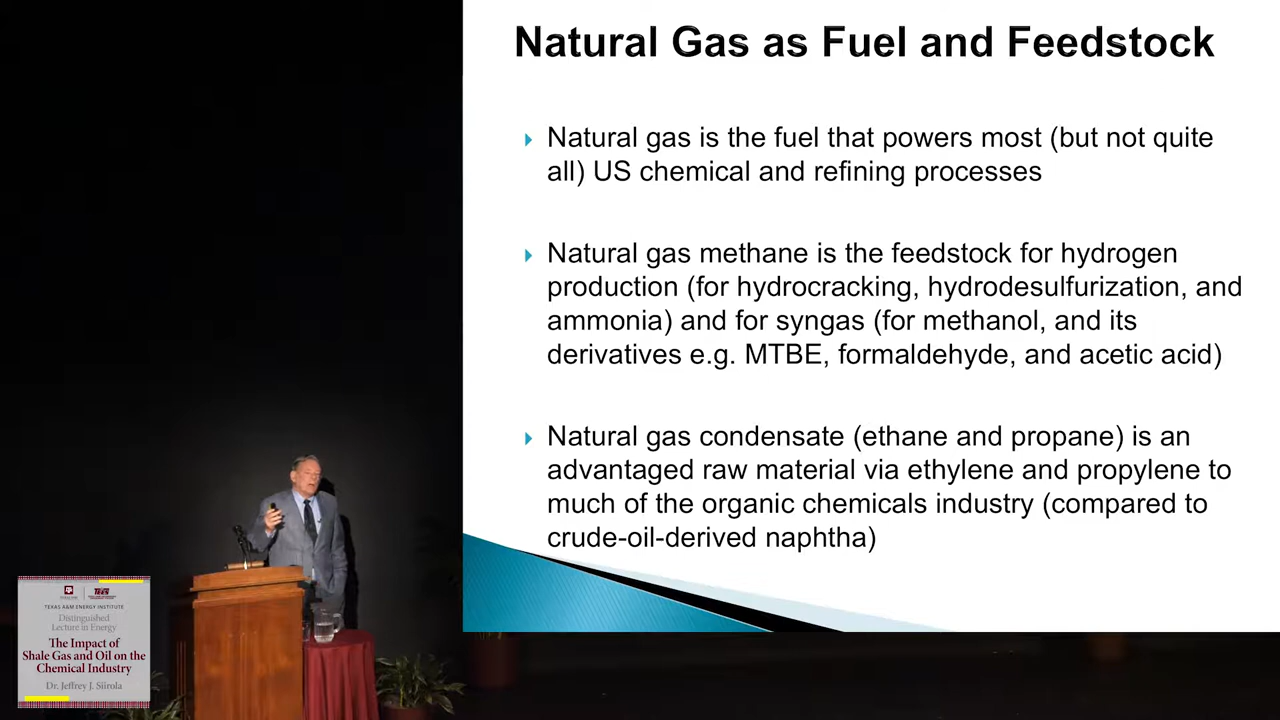 Natural Gas as Fuel and Feedstock
Natural gas is the fuel that powers most (but not quite
all) US chemical and refining processes
Natural gas methane is the feedstock for hydrogen
production (for hydrocracking, hydrodesulfurization, and
ammonia) and for syngas (for methanol, and its
derivatives e.g. MTBE, formaldehyde, and acetic acid)
Natural gas condensate (ethane and propane) is an
advantaged raw material via ethylene and propylene to
much of the organic chemicals industry (compared to
crude-oil-derived naphtha)
TEXAS A&M ENERGY INSTITUTE
Distinguished
Lecture in Energy
The Impact of
Shale Gas and Oil on the
Chemical Industry
Dr. Jeffrey J. Siirola